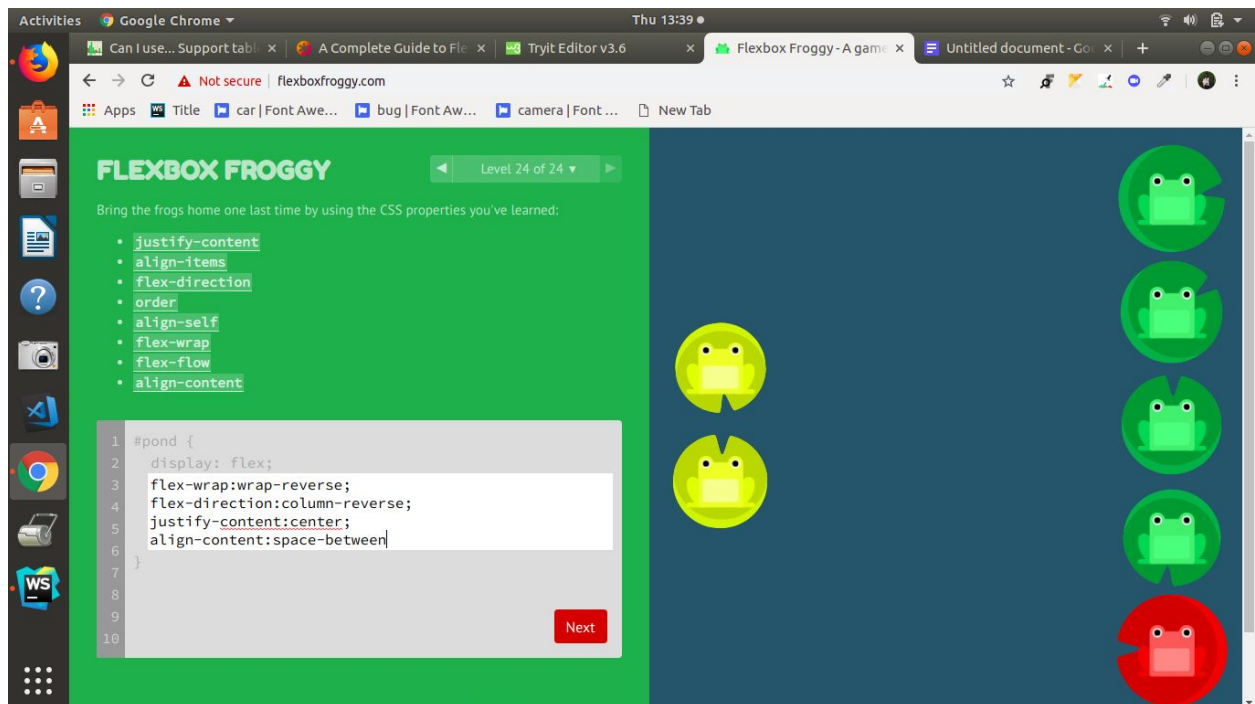 Activities Google Chrome ▾ Thu 13:39 ●
Can I use... Support tabl × A Complete Guide to Fle × Tryit Editor v3.6 × Flexbox Froggy - A game × Untitled document - Goo × +
Not secure | flexboxfroggy.com
Apps Title car | Font Awe... bug | Font Aw... camera | Font ... New Tab
FLEXBOX FROGGY
◀ Level 24 of 24 ▾ ▶
Bring the frogs home one last time by using the CSS properties you've learned:
• justify-content
• align-items
• flex-direction
• order
• align-self
• flex-wrap
• flex-flow
• align-content
1 #pond {
2 display: flex;
3 flex-wrap:wrap-reverse;
4 flex-direction:column-reverse;
5 justify-content:center;
6 align-content:space-between
7 }
8
9
10
Next
WS